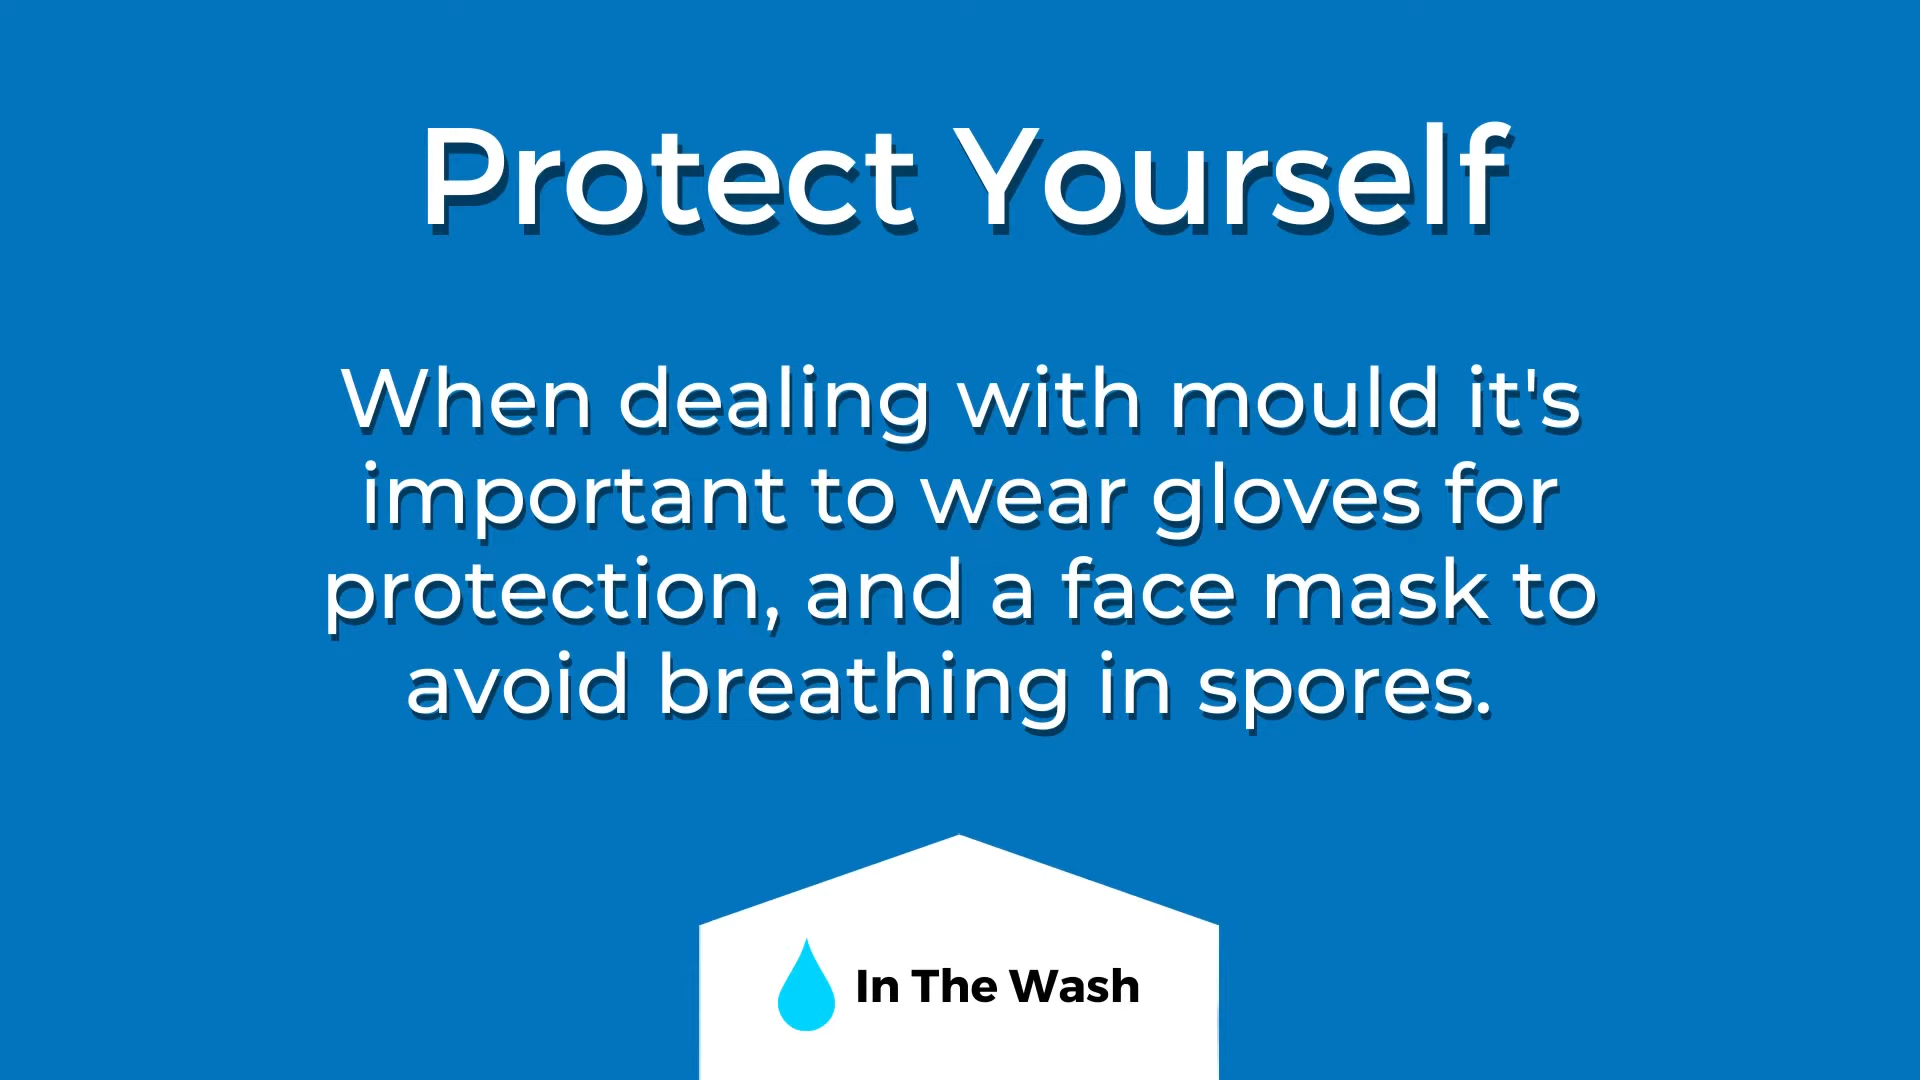 Protect Yourself
When dealing with mould it's
important to wear gloves for
protection, and a face mask to
avoid breathing in spores.
In The Wash